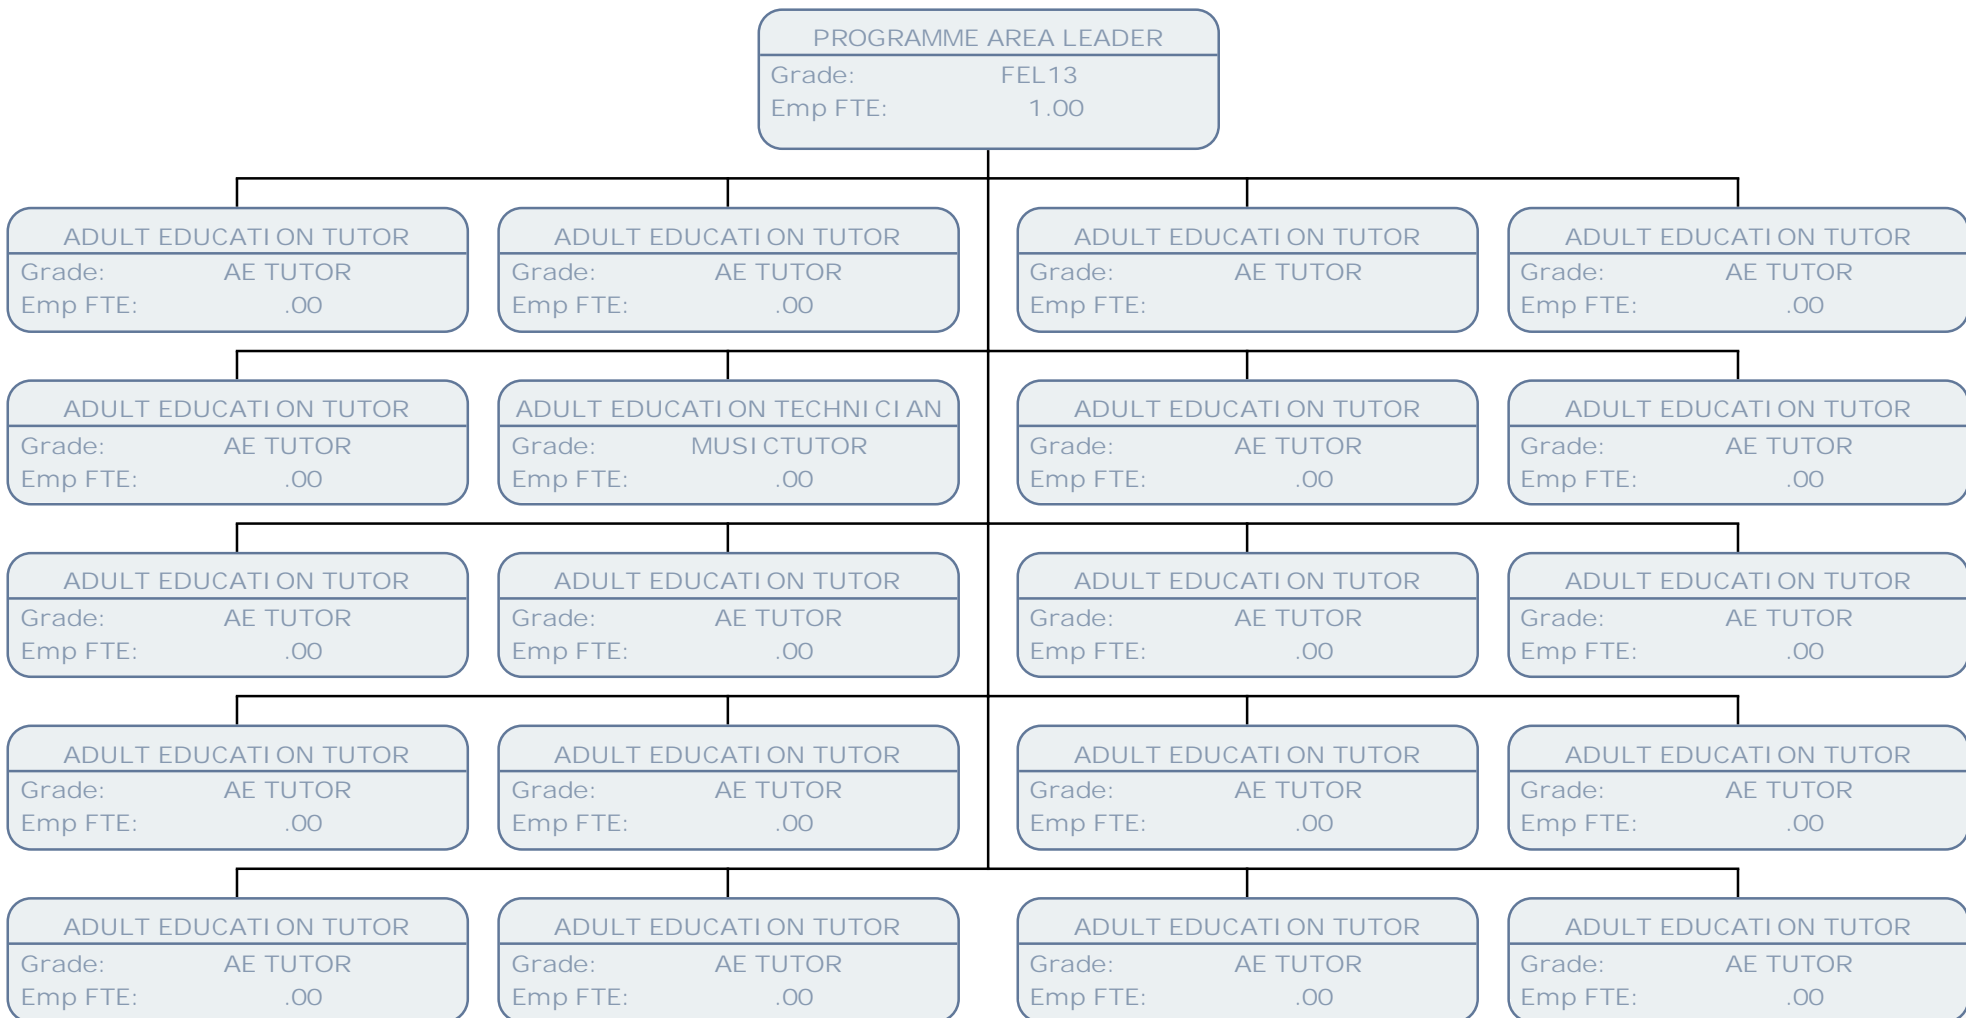 PROGRAMME AREA LEADER
Grade: FEL13
Emp FTE: 1.00
ADULT EDUCATION TUTOR
Grade: AE TUTOR
Emp FTE: .00
ADULT EDUCATION TUTOR
Grade: AE TUTOR
Emp FTE: .00
ADULT EDUCATION TUTOR
Grade: AE TUTOR
Emp FTE:
ADULT EDUCATION TUTOR
Grade: AE TUTOR
Emp FTE: .00
ADULT EDUCATION TUTOR
Grade: AE TUTOR
Emp FTE: .00
ADULT EDUCATION TECHNICIAN
Grade: MUSICTUTOR
Emp FTE: .00
ADULT EDUCATION TUTOR
Grade: AE TUTOR
Emp FTE: .00
ADULT EDUCATION TUTOR
Grade: AE TUTOR
Emp FTE: .00
ADULT EDUCATION TUTOR
Grade: AE TUTOR
Emp FTE: .00
ADULT EDUCATION TUTOR
Grade: AE TUTOR
Emp FTE: .00
ADULT EDUCATION TUTOR
Grade: AE TUTOR
Emp FTE: .00
ADULT EDUCATION TUTOR
Grade: AE TUTOR
Emp FTE: .00
ADULT EDUCATION TUTOR
Grade: AE TUTOR
Emp FTE: .00
ADULT EDUCATION TUTOR
Grade: AE TUTOR
Emp FTE: .00
ADULT EDUCATION TUTOR
Grade: AE TUTOR
Emp FTE: .00
ADULT EDUCATION TUTOR
Grade: AE TUTOR
Emp FTE: .00
ADULT EDUCATION TUTOR
Grade: AE TUTOR
Emp FTE: .00
ADULT EDUCATION TUTOR
Grade: AE TUTOR
Emp FTE: .00
ADULT EDUCATION TUTOR
Grade: AE TUTOR
Emp FTE: .00
ADULT EDUCATION TUTOR
Grade: AE TUTOR
Emp FTE: .00